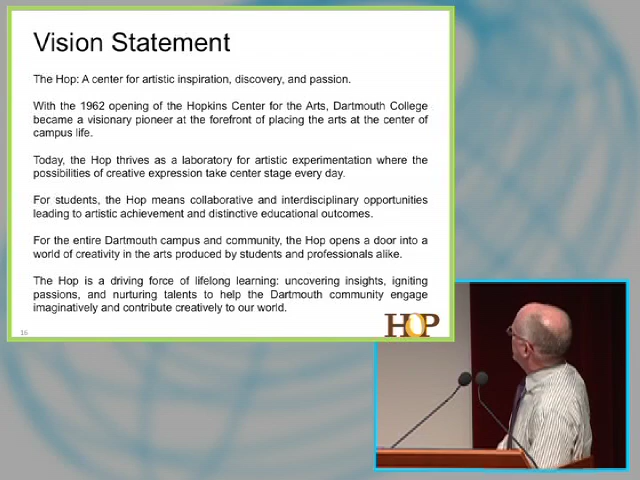 Vision Statement
The Hop: A center for artistic inspiration, discovery, and passion.
With the 1962 opening of the Hopkins Center for the Arts, Dartmouth College
became a visionary pioneer at the forefront of placing the arts at the center of
campus life.
Today, the Hop thrives as a laboratory for artistic experimentation where the
possibilities of creative expression take center stage every day.
For students, the Hop means collaborative and interdisciplinary opportunities
leading to artistic achievement and distinctive educational outcomes.
For the entire Dartmouth campus and community, the Hop opens a door into a
world of creativity in the arts produced by students and professionals alike.
The Hop is a driving force of lifelong learning: uncovering insights, igniting
passions, and nurturing talents to help the Dartmouth community engage
imaginatively and contribute creatively to our world.
16
HOP